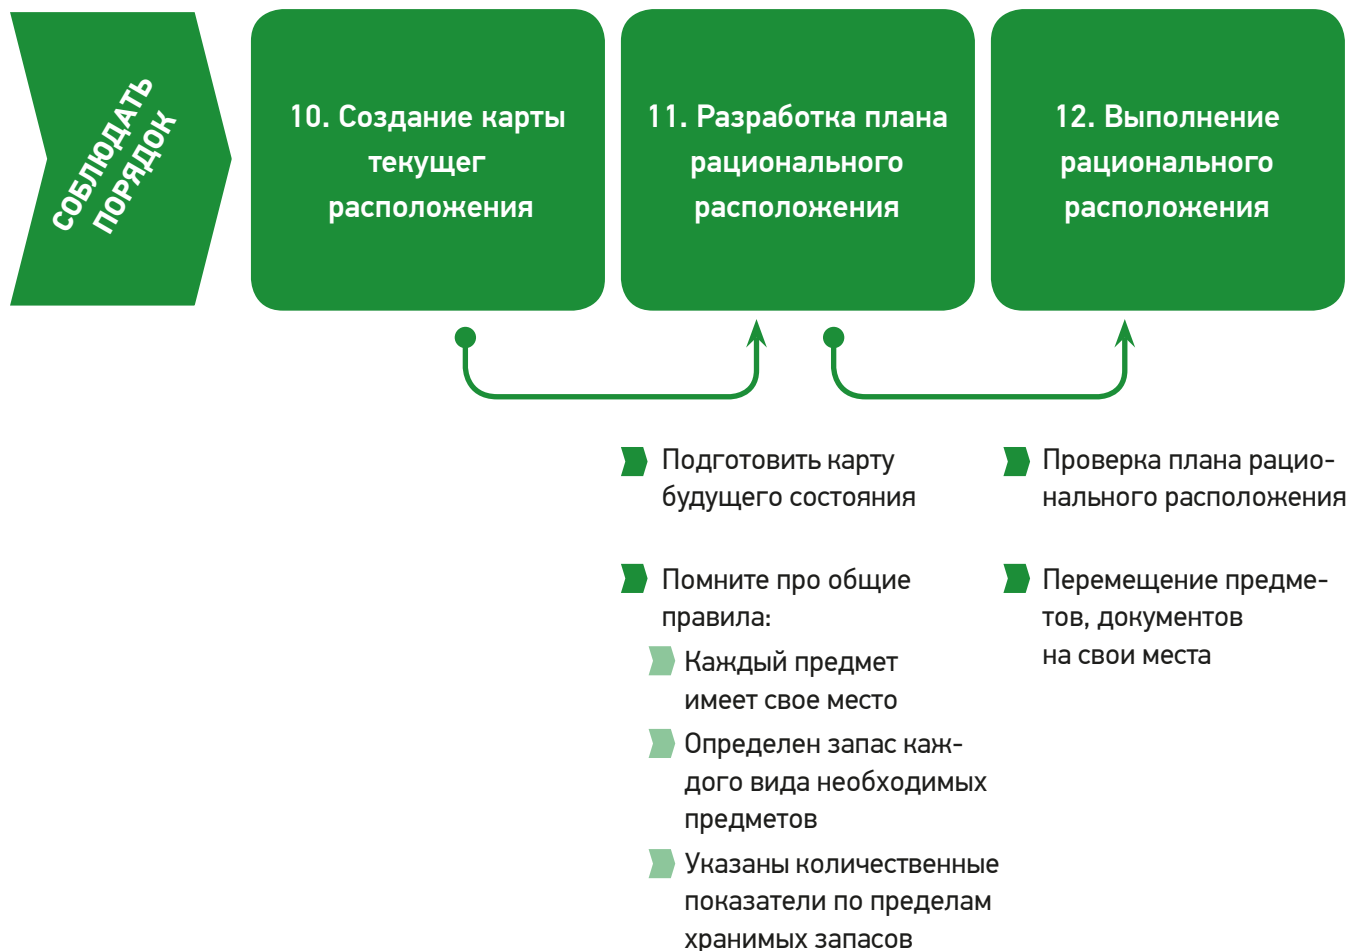 СОБЛЮДАТЬ
ПОРЯДОК
10. Создание карты
текущег
расположения
11. Разработка плана
рационального
расположения
12. Выполнение
рационального
расположения
Подготовить карту
будущего состояния
Помните про общие
правила:
Каждый предмет
имеет свое место
Определен запас каж-
дого вида необходимых
предметов
Указаны количественные
показатели по пределам
хранимых запасов
Проверка плана рацио-
нального расположения
Перемещение предме-
тов, документов
на свои места